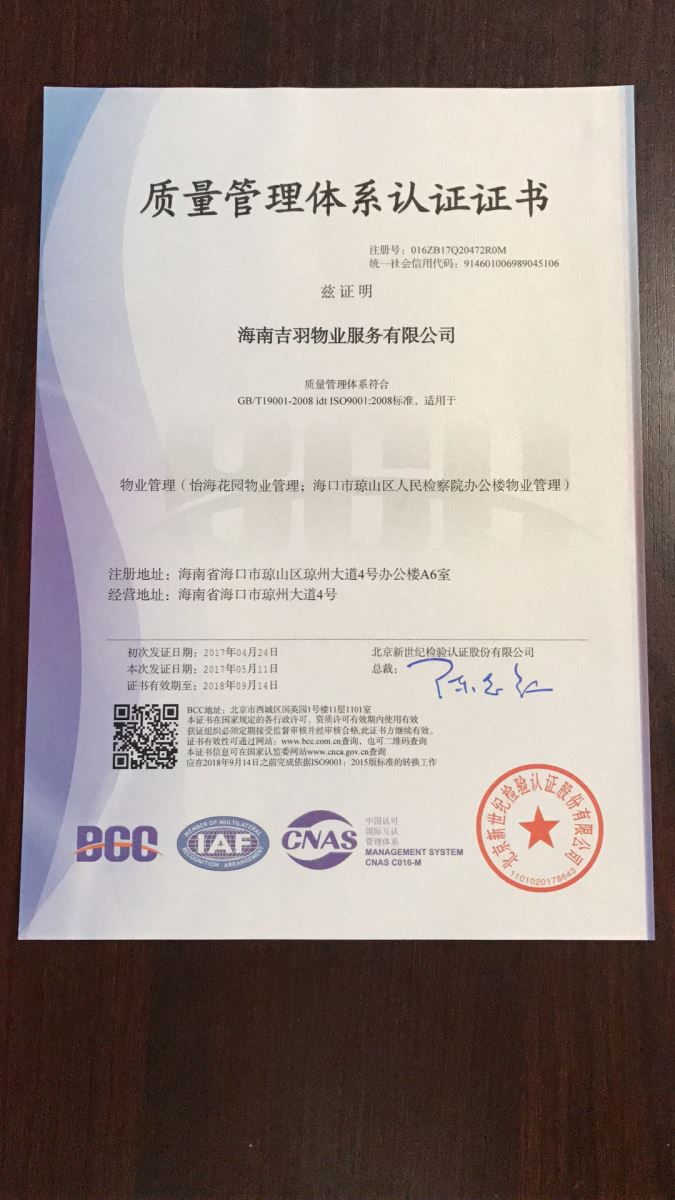 质量管理体系认证证书
注册号：016ZB17Q20472R0M
统一社会信用代码：914601006989045106
兹证明
海南吉羽物业服务有限公司
质量管理体系符合
GB/T19001-2008 idt ISO9001:2008标准，适用于
物业管理（怡海花园物业管理；海口市琼山区人民检察院办公楼物业管理）
注册地址：海南省海口市琼山区琼州大道4号办公楼A6室
经营地址：海南省海口市琼州大道4号
初次发证日期：2017年04月24日
本次发证日期：2017年05月11日
证书有效期至：2018年09月14日
北京新世纪检验认证股份有限公司
总裁：
BCC地址：北京市西城区国英园1号楼11层1101室
本证书在国家规定的各行政许可、资质许可有效期内使用有效
获证组织必须定期接受监督审核并经审核合格,此证书方继续有效。
证书有效性可通过网站：www.bcc.com.cn查询，也可二维码查询
本证书信息可在国家认监委网站www.cnca.gov.cn查询
应在2018年9月14日之前完成依据ISO9001：2015版标准的转换工作
BCC
MEMBER OF MULTILATERAL
IAF
RECOGNITION ARRANGEMENT
CNAS
中国认可
国际互认
管理体系
MANAGEMENT SYSTEM
CNAS C016-M
北京新世纪检验认证股份有限公司
1101020178643